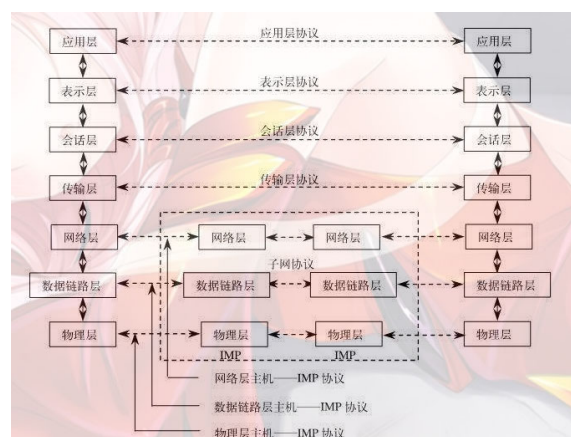 应用层 应用层协议 应用层
表示层 表示层协议 表示层
会话层 会话层协议 会话层
传输层 传输层协议 传输层
网络层 网络层 网络层 网络层
子网协议
数据链路层 数据链路层 数据链路层 数据链路层
物理层 物理层 物理层 物理层
IMP IMP
网络层主机——IMP 协议
数据链路层主机——IMP 协议
物理层主机——IMP 协议